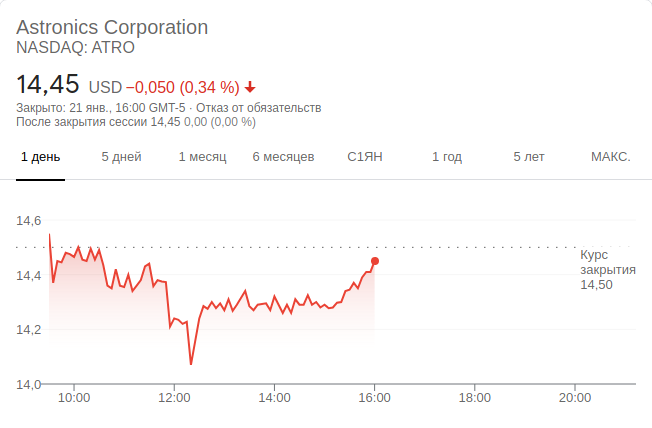 Astronics Corporation
NASDAQ: ATRO
14,45 USD −0,050 (0,34 %)
Закрыто: 21 янв., 16:00 GMT-5 · Отказ от обязательств
После закрытия сессии 14,45 0,00 (0,00 %)
1 день 5 дней 1 месяц 6 месяцев С1ЯН 1 год 5 лет МАКС.
14,6
Курс
закрытия
14,50
14,4
14,2
14,0
10:00 12:00 14:00 16:00 18:00 20:00